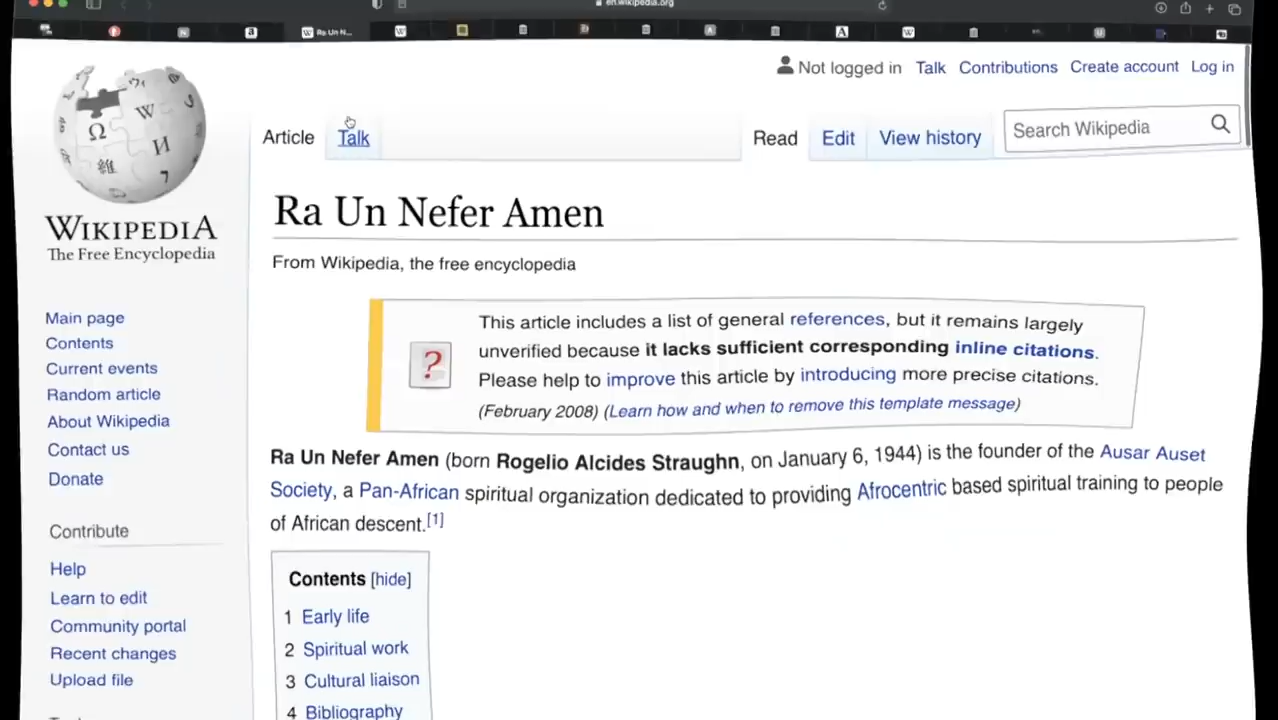 en.wikipedia.org
Ra Un N...
Not logged in Talk Contributions Create account Log in
Article Talk Read Edit View history Search Wikipedia
WIKIPEDIA
The Free Encyclopedia
Main page
Contents
Current events
Random article
About Wikipedia
Contact us
Donate
Contribute
Help
Learn to edit
Community portal
Recent changes
Upload file
Ra Un Nefer Amen
From Wikipedia, the free encyclopedia
This article includes a list of general references, but it remains largely
unverified because it lacks sufficient corresponding inline citations.
Please help to improve this article by introducing more precise citations.
(February 2008) (Learn how and when to remove this template message)
Ra Un Nefer Amen (born Rogelio Alcides Straughn, on January 6, 1944) is the founder of the Ausar Auset
Society, a Pan-African spiritual organization dedicated to providing Afrocentric based spiritual training to people
of African descent.[1]
Contents [hide]
1 Early life
2 Spiritual work
3 Cultural liaison
4 Bibliography